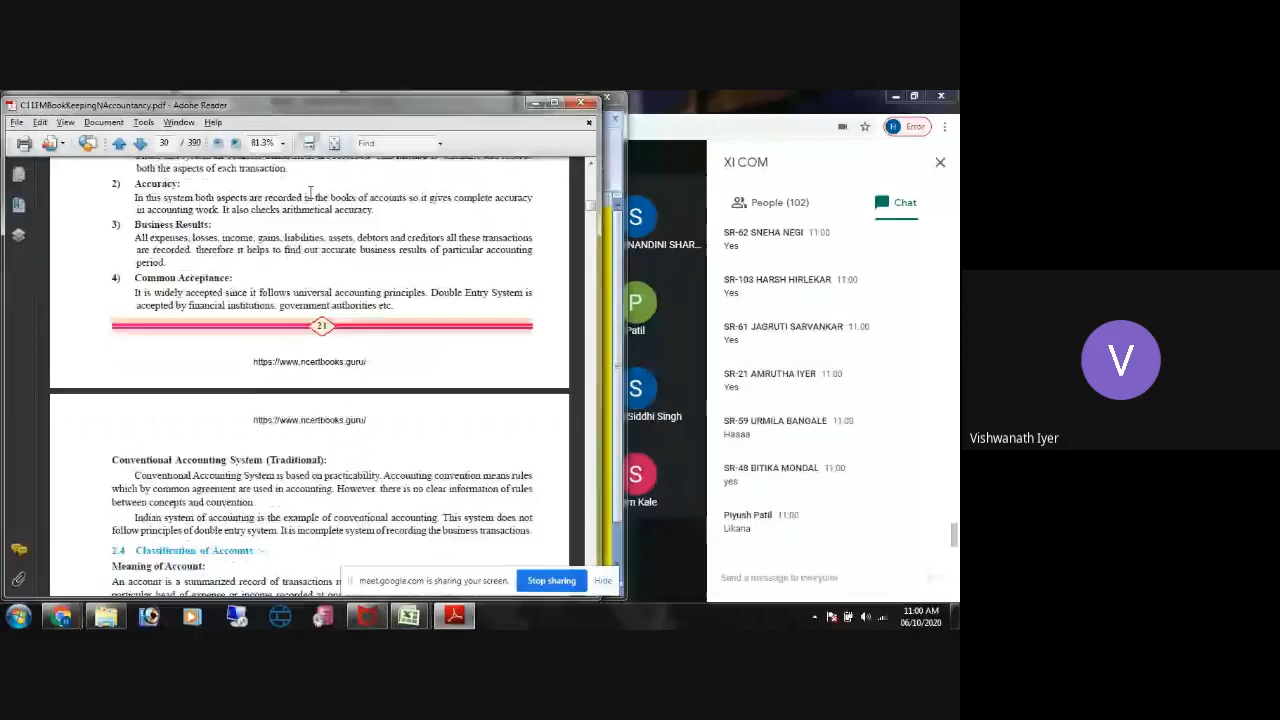 C11EMBookKeepingNAccountancy.pdf - Adobe Reader
File Edit View Document Tools Window Help
30 / 390 81.3% Find
both the aspects of each transaction.
2) Accuracy:
In this system both aspects are recorded in the books of accounts so it gives complete accuracy
in accounting work. It also checks arithmetical accuracy.
3) Business Results:
All expenses, losses, income, gains, liabilities, assets, debtors and creditors all these transactions
are recorded. therefore it helps to find out accurate business results of particular accounting
period.
4) Common Acceptance:
It is widely accepted since it follows universal accounting principles. Double Entry System is
accepted by financial institutions, government authorities etc.
21
https://www.ncertbooks.guru/
https://www.ncertbooks.guru/
Conventional Accounting System (Traditional):
Conventional Accounting System is based on practicability. Accounting convention means rules
which by common agreement are used in accounting. However, there is no clear information of rules
between concepts and convention.
Indian system of accounting is the example of conventional accounting. This system does not
follow principles of double entry system. It is incomplete system of recording the business transactions.
2.4 Classification of Accounts :-
Meaning of Account:
An account is a summarized record of transactions
particular head of expense or income recorded at
meet.google.com is sharing your screen. Stop sharing Hide
S
NANDINI SHAR...
P
Patil
S
Siddhi Singh
S
m Kale
H Error
XI COM
People (102) Chat
SR-62 SNEHA NEGI 11:00
Yes
SR-103 HARSH HIRLEKAR 11:00
Yes
SR-61 JAGRUTI SARVANKAR 11:00
Yes
SR-21 AMRUTHA IYER 11:00
Yes
SR-59 URMILA BANGALE 11:00
Haaaa
SR-48 BITIKA MONDAL 11:00
yes
Piyush Patil 11:00
Likana
Send a message to everyone
11:00 AM
06/10/2020
V
Vishwanath Iyer